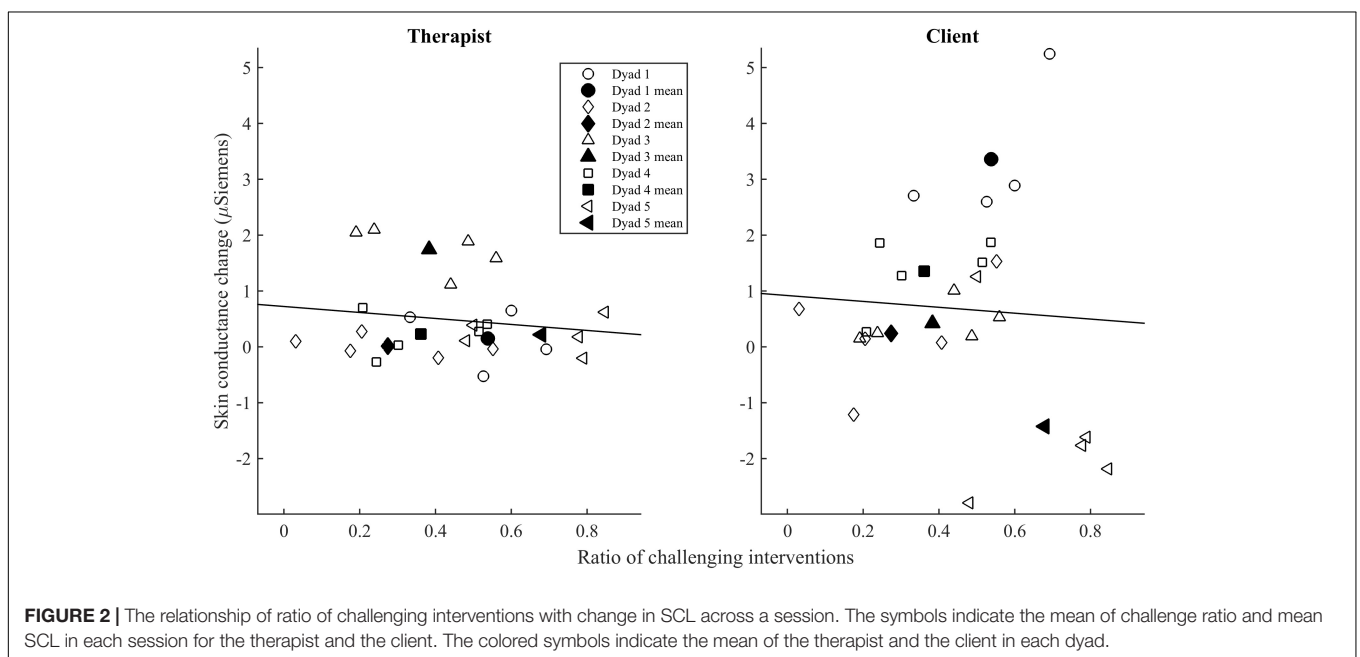 Therapist
Client
Skin conductance change (μSiemens)
5
4
3
2
1
0
-1
-2
0
0.2
0.4
0.6
0.8
Dyad 1
Dyad 1 mean
Dyad 2
Dyad 2 mean
Dyad 3
Dyad 3 mean
Dyad 4
Dyad 4 mean
Dyad 5
Dyad 5 mean
5
4
3
2
1
0
-1
-2
0
0.2
0.4
0.6
0.8
Ratio of challenging interventions
FIGURE 2 | The relationship of ratio of challenging interventions with change in SCL across a session. The symbols indicate the mean of challenge ratio and mean
SCL in each session for the therapist and the client. The colored symbols indicate the mean of the therapist and the client in each dyad.